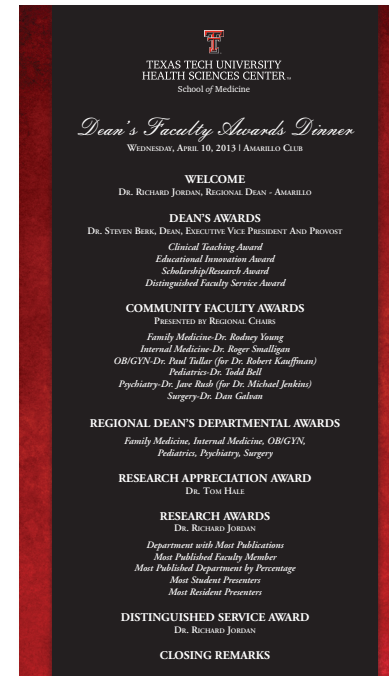 TEXAS TECH UNIVERSITY
HEALTH SCIENCES CENTER™
School of Medicine
Dean's Faculty Awards Dinner
Wednesday, April 10, 2013 | Amarillo Club
WELCOME
Dr. Richard Jordan, Regional Dean - Amarillo
DEAN'S AWARDS
Dr. Steven Berk, Dean, Executive Vice President And Provost
Clinical Teaching Award
Educational Innovation Award
Scholarship/Research Award
Distinguished Faculty Service Award
COMMUNITY FACULTY AWARDS
Presented by Regional Chairs
Family Medicine-Dr. Rodney Young
Internal Medicine-Dr. Roger Smalligan
OB/GYN-Dr. Paul Tullar (for Dr. Robert Kauffman)
Pediatrics-Dr. Todd Bell
Psychiatry-Dr. Jave Rush (for Dr. Michael Jenkins)
Surgery-Dr. Dan Galvan
REGIONAL DEAN'S DEPARTMENTAL AWARDS
Family Medicine, Internal Medicine, OB/GYN,
Pediatrics, Psychiatry, Surgery
RESEARCH APPRECIATION AWARD
Dr. Tom Hale
RESEARCH AWARDS
Dr. Richard Jordan
Department with Most Publications
Most Published Faculty Member
Most Published Department by Percentage
Most Student Presenters
Most Resident Presenters
DISTINGUISHED SERVICE AWARD
Dr. Richard Jordan
CLOSING REMARKS